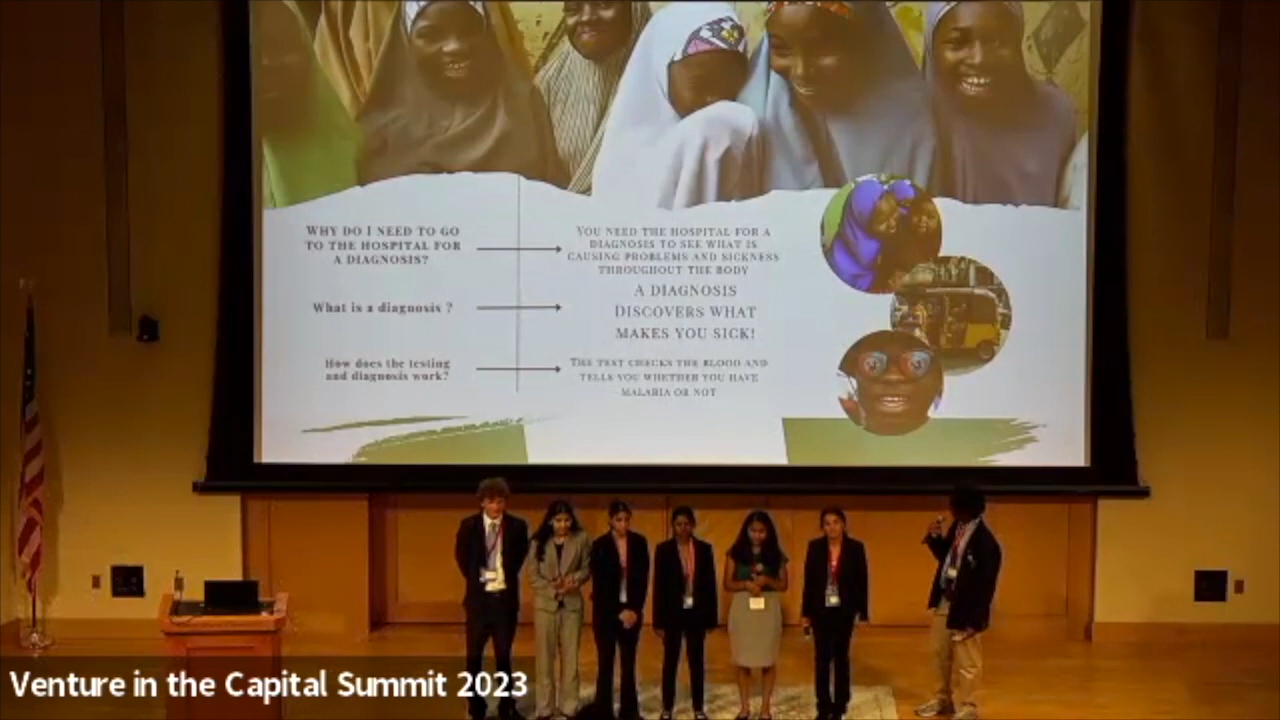 WHY DO I NEED TO GO
TO THE HOSPITAL FOR
A DIAGNOSIS?
YOU NEED THE HOSPITAL FOR A
DIAGNOSIS TO SEE WHAT IS
CAUSING PROBLEMS AND SICKNESS
THROUGHOUT THE BODY
What is a diagnosis ?
A DIAGNOSIS
DISCOVERS WHAT
MAKES YOU SICK!
How does the testing
and diagnosis work?
THE TEST CHECKS THE BLOOD AND
TELLS YOU WHETHER YOU HAVE
MALARIA OR NOT
Venture in the Capital Summit 2023